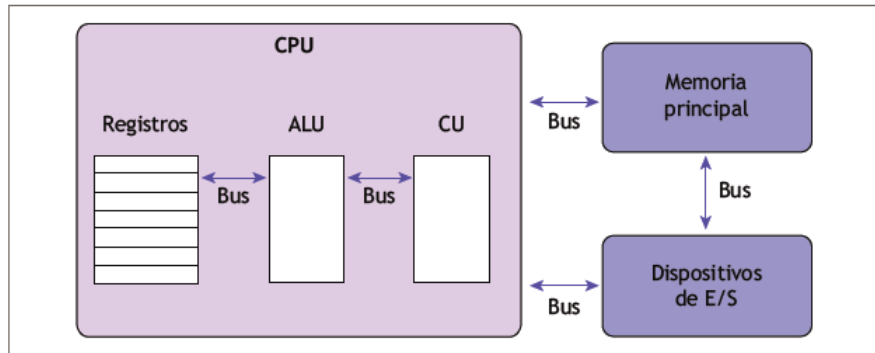 CPU
Registros
ALU
CU
Bus
Bus
Bus
Memoria
principal
Bus
Bus
Dispositivos
de E/S